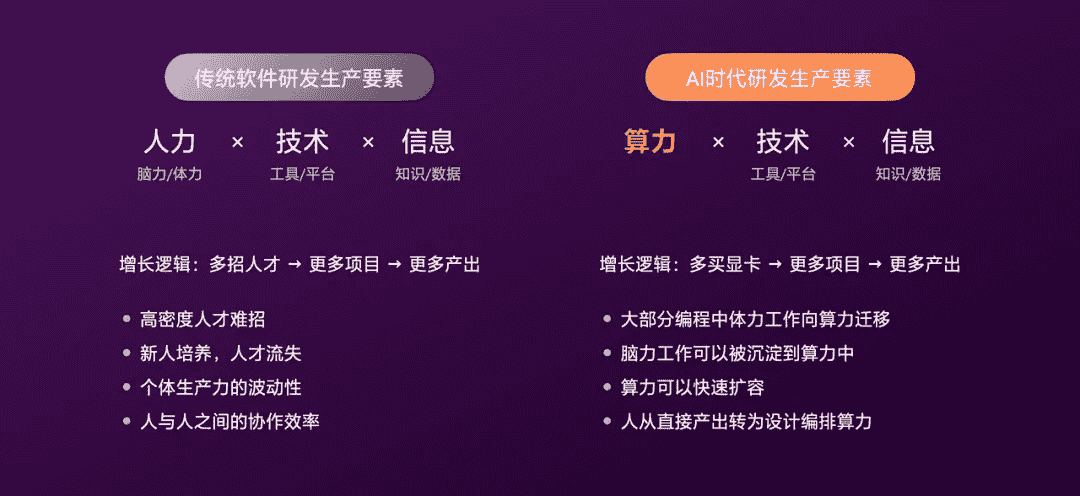 传统软件研发生产要素
人力 × 技术 × 信息
脑力/体力 工具/平台 知识/数据
增长逻辑：多招人才 → 更多项目 → 更多产出
• 高密度人才难招
• 新人培养，人才流失
• 个体生产力的波动性
• 人与人之间的协作效率
AI时代研发生产要素
算力 × 技术 × 信息
工具/平台 知识/数据
增长逻辑：多买显卡 → 更多项目 → 更多产出
• 大部分编程中体力工作向算力迁移
• 脑力工作可以被沉淀到算力中
• 算力可以快速扩容
• 人从直接产出转为设计编排算力